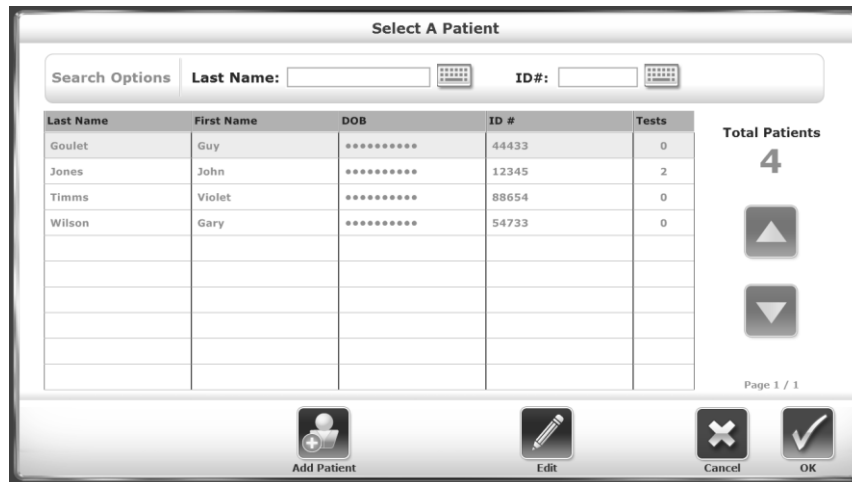 Select A Patient
Search Options Last Name: ID#:
Last Name First Name DOB ID # Tests
Goulet Guy •••••••••• 44433 0
Jones John •••••••••• 12345 2
Timms Violet •••••••••• 88654 0
Wilson Gary •••••••••• 54733 0
Total Patients
4
Page 1 / 1
Add Patient Edit Cancel OK